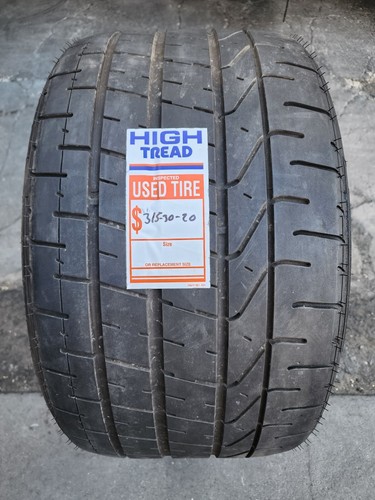 HIGH
TREAD
INSPECTED
USED TIRE
$ 315-30-20
Size
OR REPLACEMENT SIZE